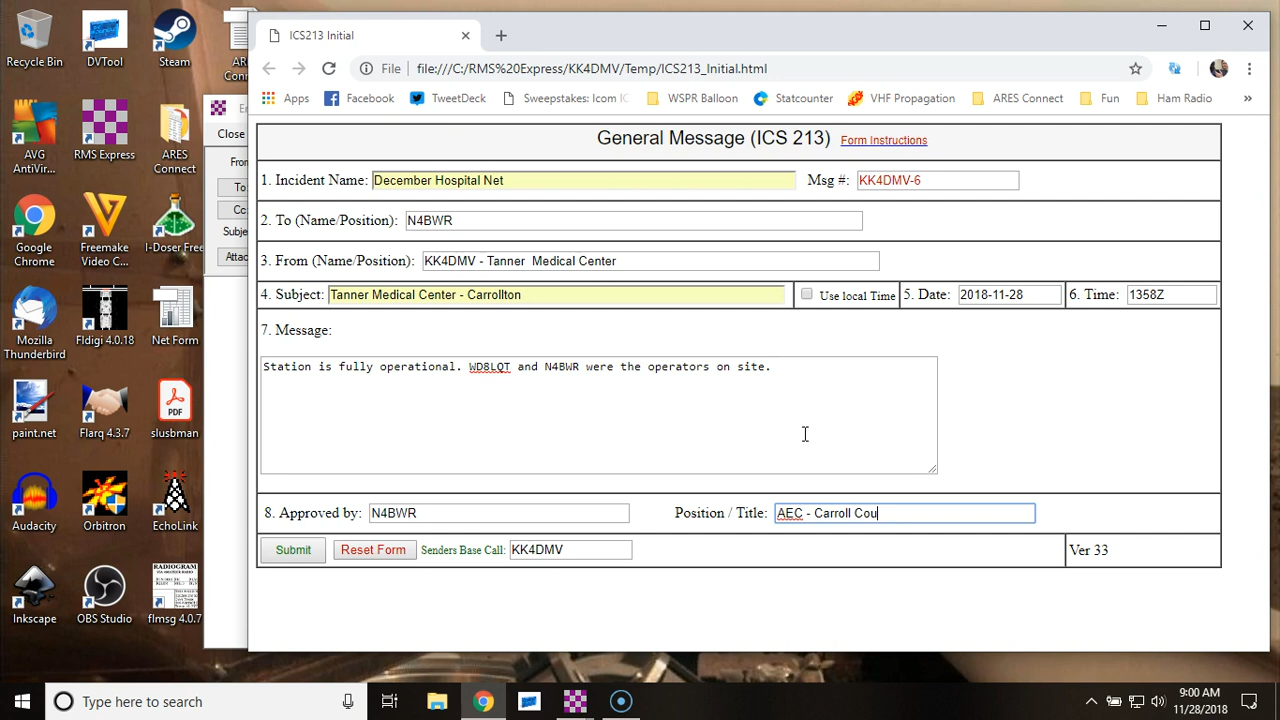 Recycle Bin
DVTool
Steam
AVG
AntiVir...
RMS Express
ARES
Connect
Google
Chrome
Freemake
Video C...
I-Doser Free
Mozilla
Thunderbird
Fldigi 4.0.18
Net Form
paint.net
Flarq 4.3.7
PDF
slusbman
Audacity
Orbitron
EchoLink
Inkscape
OBS Studio
RADIOGRAM
flmsg 4.0.7
Close
To:
Cc:
ICS213 Initial
File file:///C:/RMS%20Express/KK4DMV/Temp/ICS213_Initial.html
Apps Facebook TweetDeck Sweepstakes: Icom IC WSPR Balloon Statcounter VHF Propagation ARES Connect Fun Ham Radio »
General Message (ICS 213) Form Instructions
1. Incident Name: December Hospital Net Msg #: KK4DMV-6
2. To (Name/Position): N4BWR
3. From (Name/Position): KK4DMV - Tanner Medical Center
4. Subject: Tanner Medical Center - Carrollton Use local Time 5. Date: 2018-11-28 6. Time: 1358Z
7. Message:
Station is fully operational. WD8LQT and N4BWR were the operators on site.
8. Approved by: N4BWR Position / Title: AEC - Carroll Cou
Submit Reset Form Senders Base Call: KK4DMV Ver 33
Type here to search
9:00 AM
11/28/2018